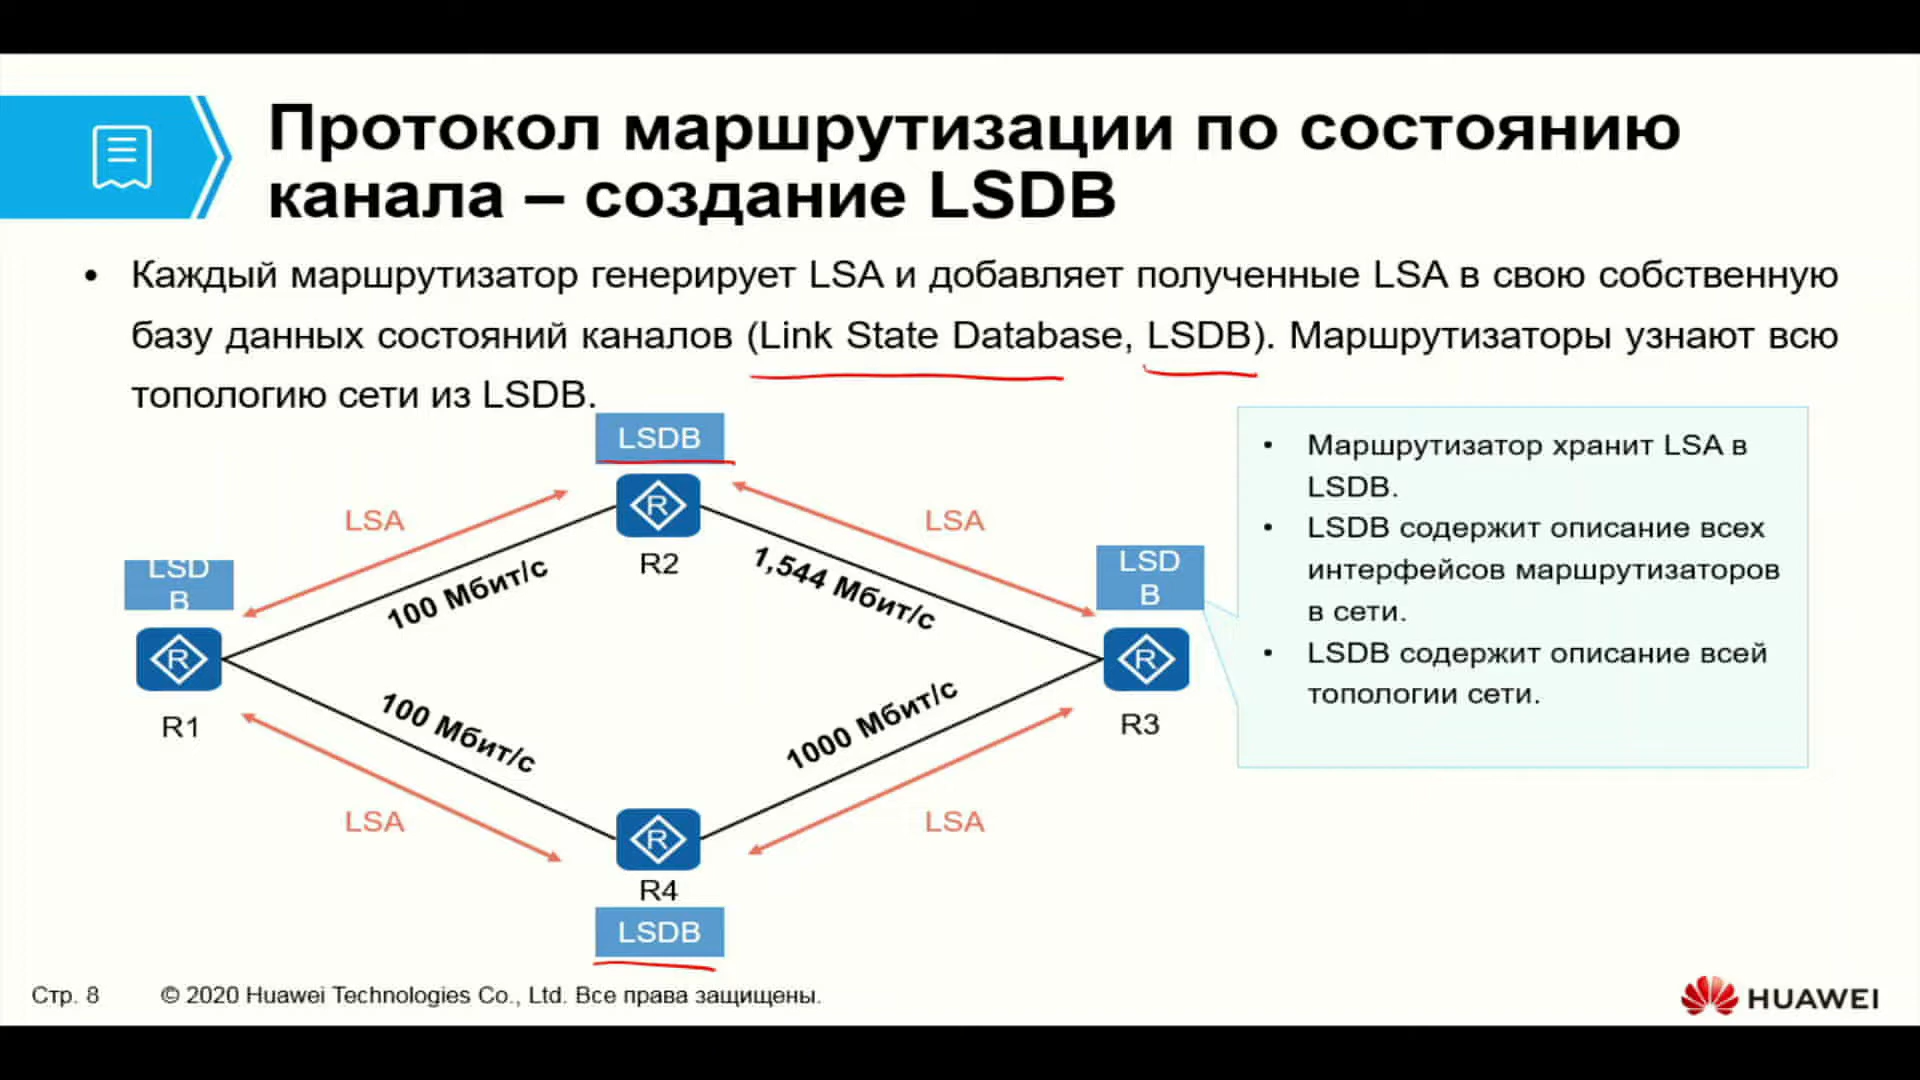 Протокол маршрутизации по состоянию
канала – создание LSDB
• Каждый маршрутизатор генерирует LSA и добавляет полученные LSA в свою собственную
базу данных состояний каналов (Link State Database, LSDB). Маршрутизаторы узнают всю
топологию сети из LSDB.
LSDB
R
R2
LSA
LSA
100 Мбит/с
1,544 Мбит/с
LSD
B
R
R1
LSD
B
R
R3
100 Мбит/с
1000 Мбит/с
LSA
LSA
R
R4
LSDB
• Маршрутизатор хранит LSA в
LSDB.
• LSDB содержит описание всех
интерфейсов маршрутизаторов
в сети.
• LSDB содержит описание всей
топологии сети.
Стр. 8
© 2020 Huawei Technologies Co., Ltd. Все права защищены.
HUAWEI